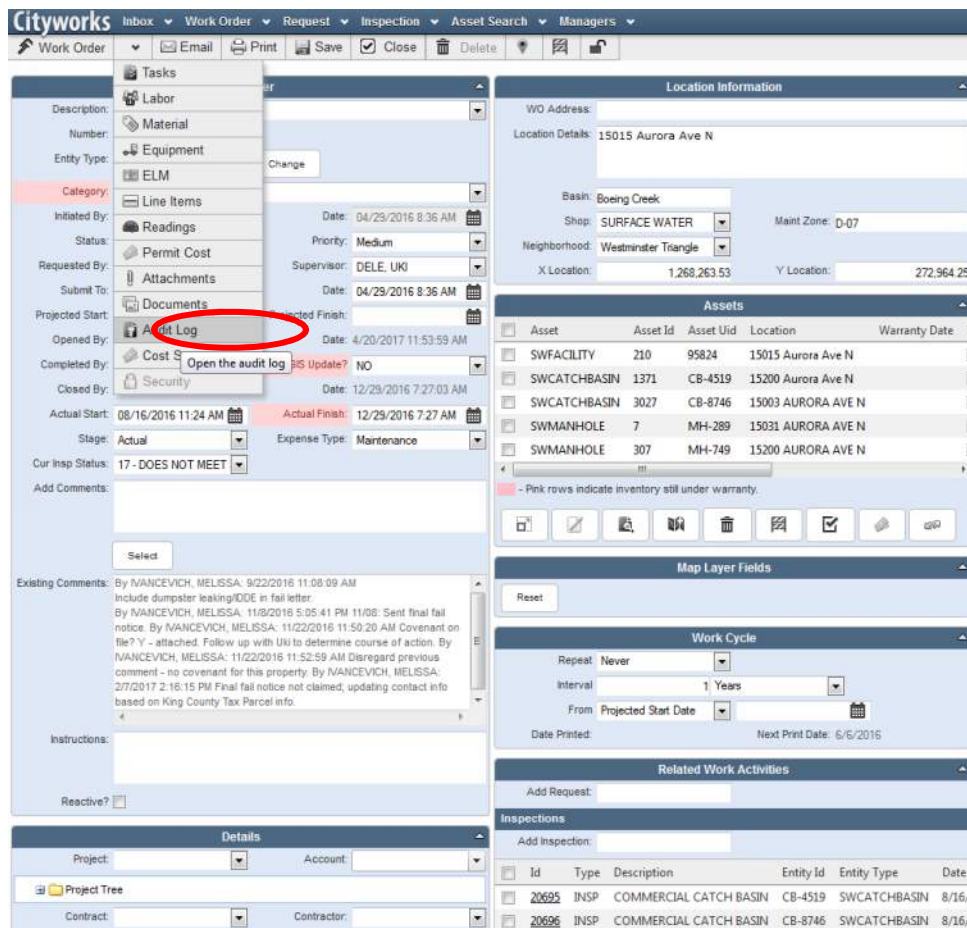 Cityworks Inbox Work Order Request Inspection Asset Search Managers
Work Order Email Print Save Close Delete
Tasks
Labor
Material
Equipment
ELM
Line Items
Readings
Permit Cost
Attachments
Documents
Audit Log
Cost S
Security
Open the audit log
er
Description:
Number:
Entity Type: Change
Category:
Initiated By: Date: 04/29/2016 8:36 AM
Status: Priority: Medium
Requested By: Supervisor: DELE, UKI
Submit To: Date: 04/29/2016 8:36 AM
Projected Start: Projected Finish:
Opened By: Date: 4/20/2017 11:53:59 AM
Completed By: GIS Update? NO
Closed By: Date: 12/29/2016 7:27:03 AM
Actual Start: 08/16/2016 11:24 AM Actual Finish: 12/29/2016 7:27 AM
Stage: Actual Expense Type: Maintenance
Cur Insp Status: 17 - DOES NOT MEET
Add Comments:
Select
Existing Comments: By IVANCEVICH, MELISSA: 9/22/2016 11:08:09 AM
Include dumpster leaking/IDDE in fail letter.
By IVANCEVICH, MELISSA: 11/8/2016 5:05:41 PM 11/08: Sent final fail
notice. By IVANCEVICH, MELISSA: 11/22/2016 11:50:20 AM Covenant on
file? Y - attached. Follow up with Uki to determine course of action. By
IVANCEVICH, MELISSA: 11/22/2016 11:52:59 AM Disregard previous
comment - no covenant for this property. By IVANCEVICH, MELISSA:
2/7/2017 2:16:15 PM Final fail notice not claimed; updating contact info
based on King County Tax Parcel info.
Instructions:
Reactive?
Details
Project: Account:
Project Tree
Contract: Contractor:
Location Information
WO Address:
Location Details: 15015 Aurora Ave N
Basin: Boeing Creek
Shop: SURFACE WATER Maint Zone: D-07
Neighborhood: Westminster Triangle
X Location: 1,268,263.53 Y Location: 272,964.25
Assets
Asset Asset Id Asset Uid Location Warranty Date
SWFACILITY 210 95824 15015 Aurora Ave N
SWCATCHBASIN 1371 CB-4519 15200 Aurora Ave N
SWCATCHBASIN 3027 CB-8746 15003 AURORA AVE N
SWMANHOLE 7 MH-289 15031 AURORA AVE N
SWMANHOLE 307 MH-749 15200 AURORA AVE N
- Pink rows indicate inventory still under warranty.
Map Layer Fields
Reset
Work Cycle
Repeat Never
Interval 1 Years
From Projected Start Date
Date Printed: Next Print Date: 6/6/2016
Related Work Activities
Add Request:
Inspections
Add Inspection:
Id Type Description Entity Id Entity Type Date
20695 INSP COMMERCIAL CATCH BASIN CB-4519 SWCATCHBASIN 8/16/
20696 INSP COMMERCIAL CATCH BASIN CB-8746 SWCATCHBASIN 8/16/